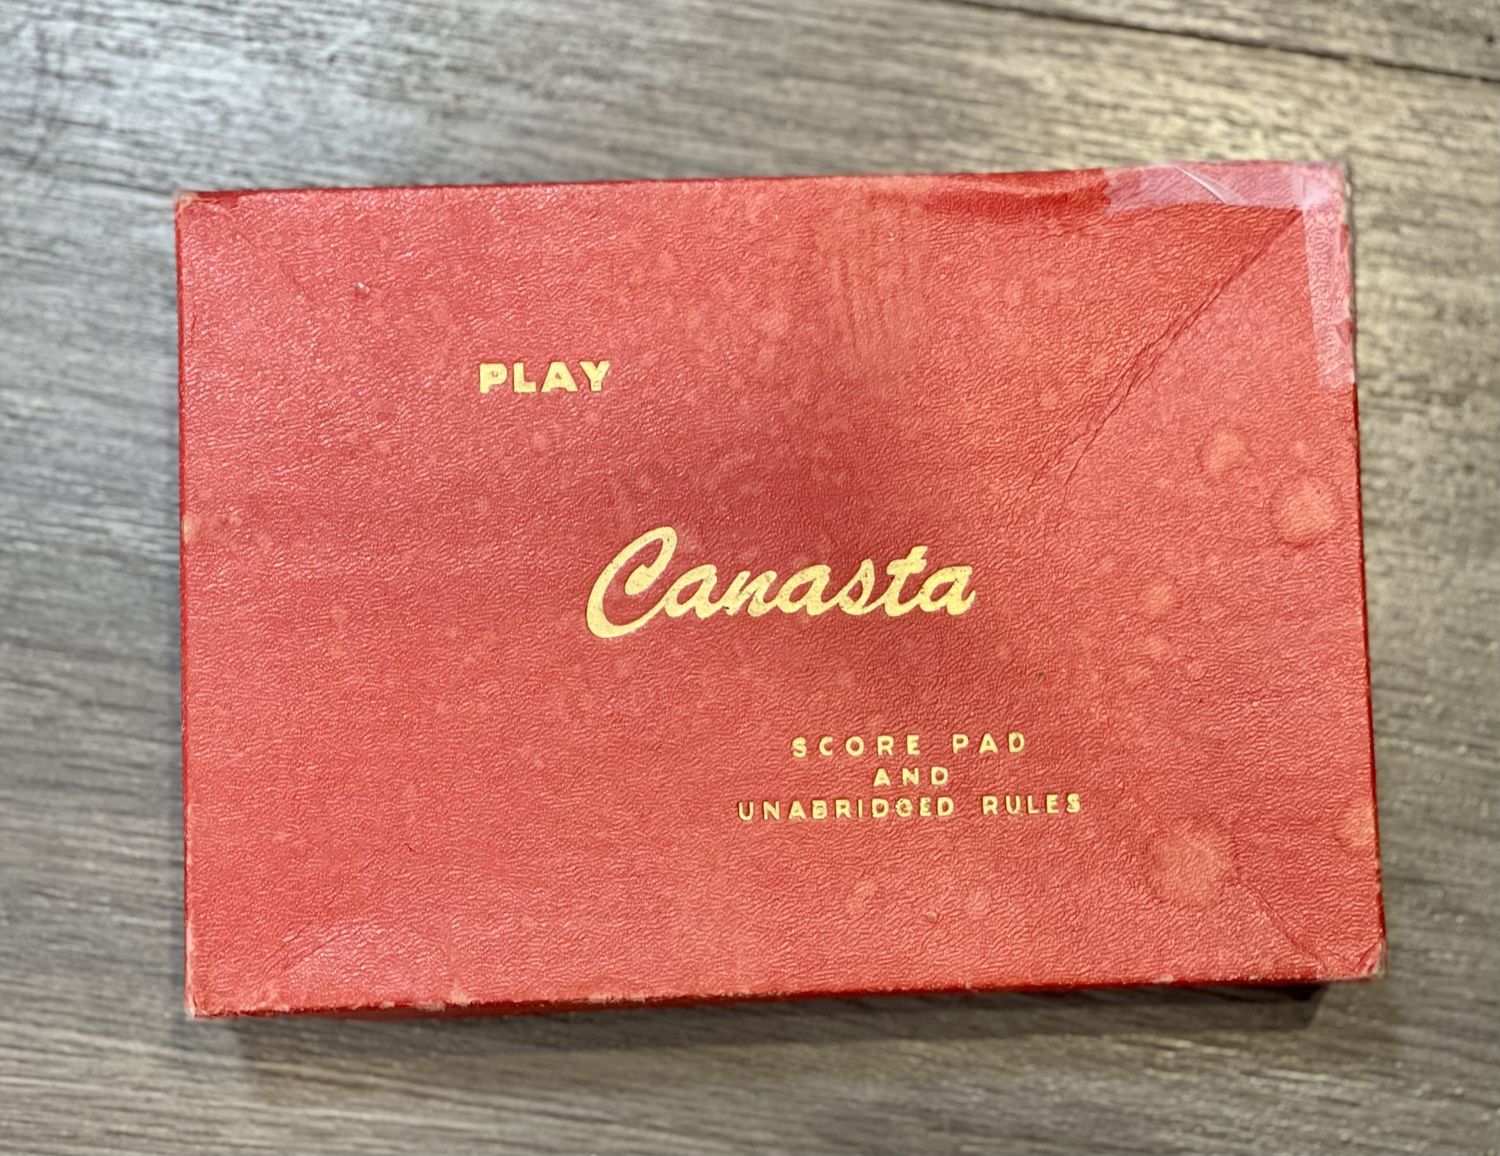 PLAY
Canasta
SCORE PAD
AND
UNABRIDGED RULES